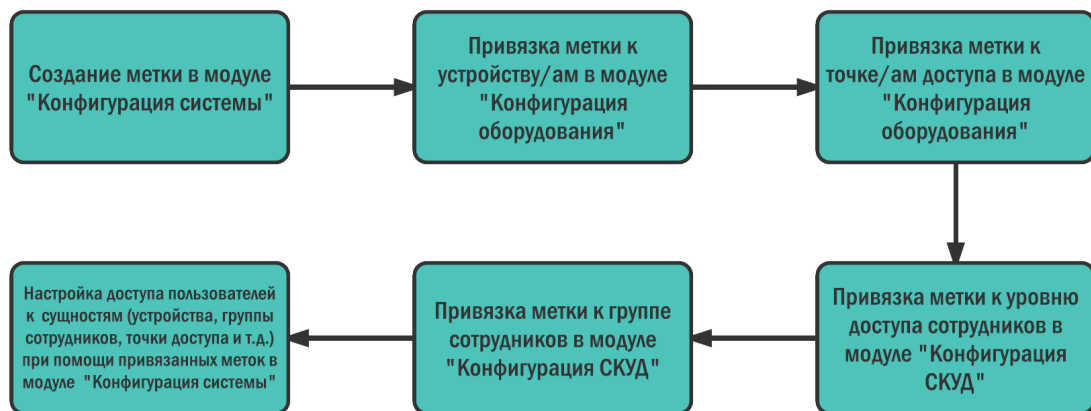 Создание метки в модуле
"Конфигурация системы"
Привязка метки к
устройству/ам в модуле
"Конфигурация
оборудования"
Привязка метки к
точке/ам доступа в модуле
"Конфигурация
оборудования"
Привязка метки к уровню
доступа сотрудников в
модуле "Конфигурация
СКУД"
Привязка метки к группе
сотрудников в модуле
"Конфигурация СКУД"
Настройка доступа пользователей
к сущностям (устройства, группы
сотрудников, точки доступа и т.д.)
при помощи привязанных меток в
модуле "Конфигурация системы"